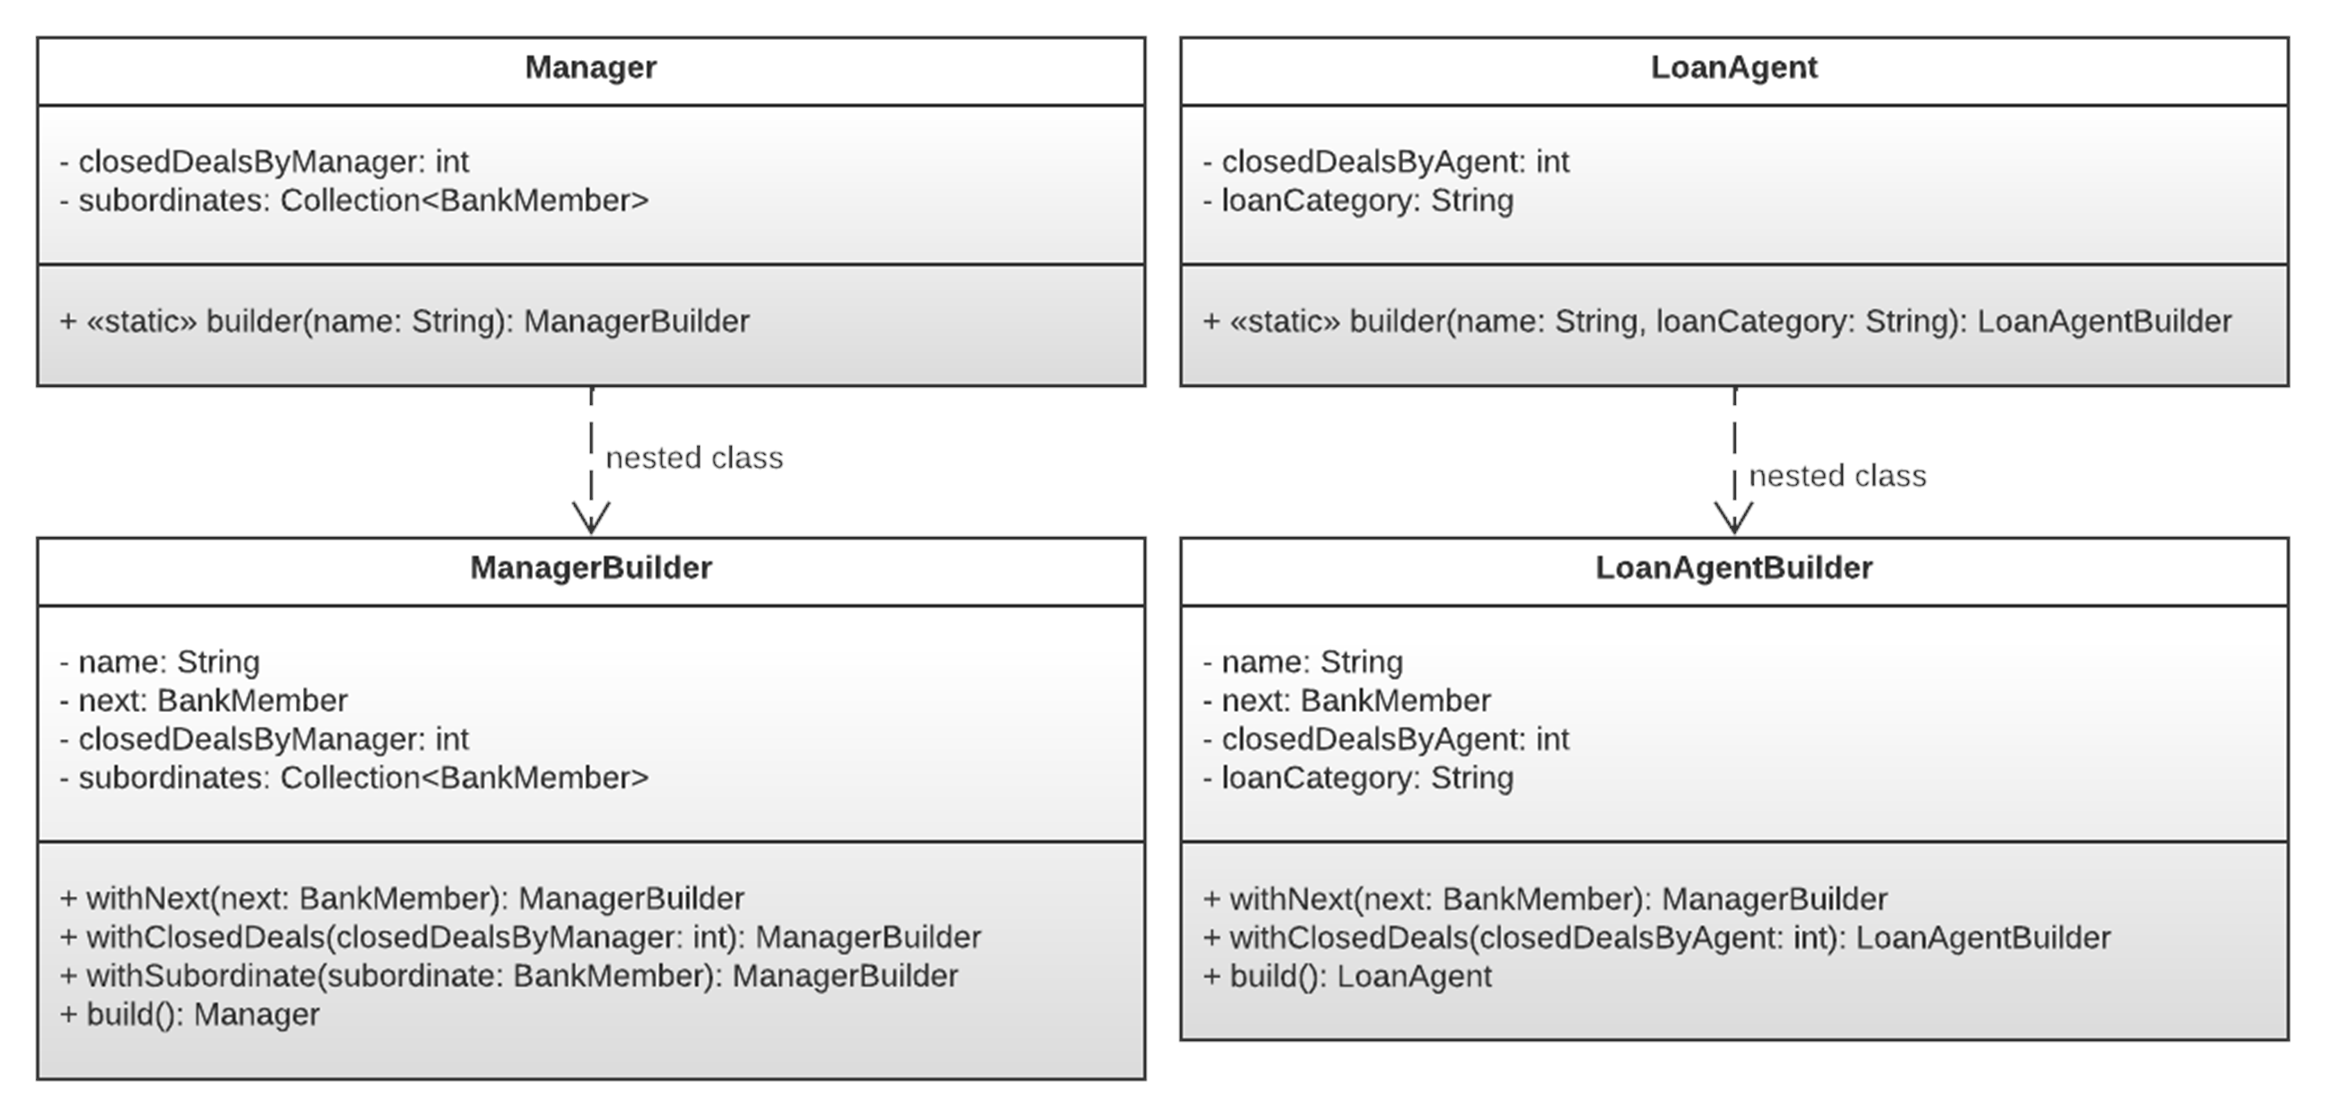 Manager
- closedDealsByManager: int
- subordinates: Collection<BankMember>
+ «static» builder(name: String): ManagerBuilder
nested class
ManagerBuilder
- name: String
- next: BankMember
- closedDealsByManager: int
- subordinates: Collection<BankMember>
+ withNext(next: BankMember): ManagerBuilder
+ withClosedDeals(closedDealsByManager: int): ManagerBuilder
+ withSubordinate(subordinate: BankMember): ManagerBuilder
+ build(): Manager
LoanAgent
- closedDealsByAgent: int
- loanCategory: String
+ «static» builder(name: String, loanCategory: String): LoanAgentBuilder
nested class
LoanAgentBuilder
- name: String
- next: BankMember
- closedDealsByAgent: int
- loanCategory: String
+ withNext(next: BankMember): ManagerBuilder
+ withClosedDeals(closedDealsByAgent: int): LoanAgentBuilder
+ build(): LoanAgent